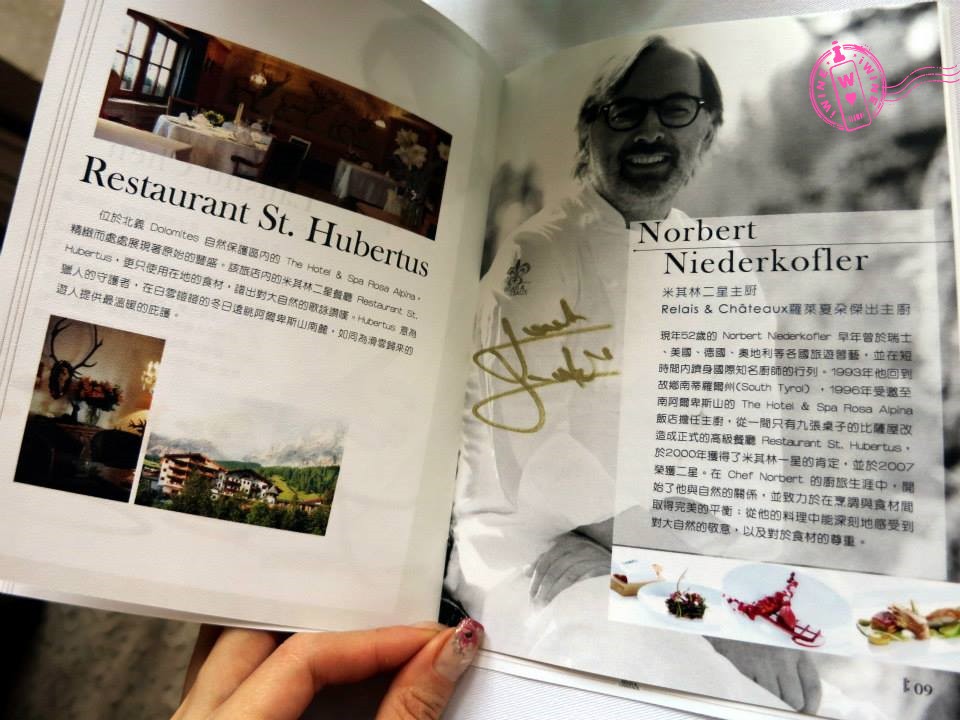 Restaurant St. Hubertus
位於北義 Dolomites 自然保護區內的 The Hotel & Spa Rosa Alpina，
精緻而處處展現著原始的豐盛。該旅店內的米其林二星餐廳 Restaurant St.
Hubertus，更只使用在地的食材，譜出對大自然的歌詠讚嘆。Hubertus 意為
獵人的守護者，在白雪皚皚的冬日遠眺阿爾卑斯山南麓，如同為滑雪歸來的
遊人提供最溫暖的庇護。
Norbert
Niederkofler
米其林二星主厨
Relais & Châteaux羅萊夏朵傑出主廚
現年52歲的 Norbert Niederkofler 早年曾於瑞士
、美國、德國、奧地利等各國旅遊習藝，並在短
時間內躋身國際知名廚師的行列。1993年他回到
故鄉南蒂羅爾州(South Tyrol) ，1996年受邀至
南阿爾卑斯山的 The Hotel & Spa Rosa Alpina
飯店擔任主廚，從一間只有九張桌子的比薩屋改
造成正式的高級餐廳 Restaurant St. Hubertus，
於2000年獲得了米其林一星的肯定，並於2007
榮獲二星。在 Chef Norbert 的廚旅生涯中，開
始了他與自然的關係，並致力於在烹調與食材間
取得完美的平衡；從他的料理中能深刻地感受到
對大自然的敬意，以及對於食材的尊重。
09
iWINE · iWINE
W